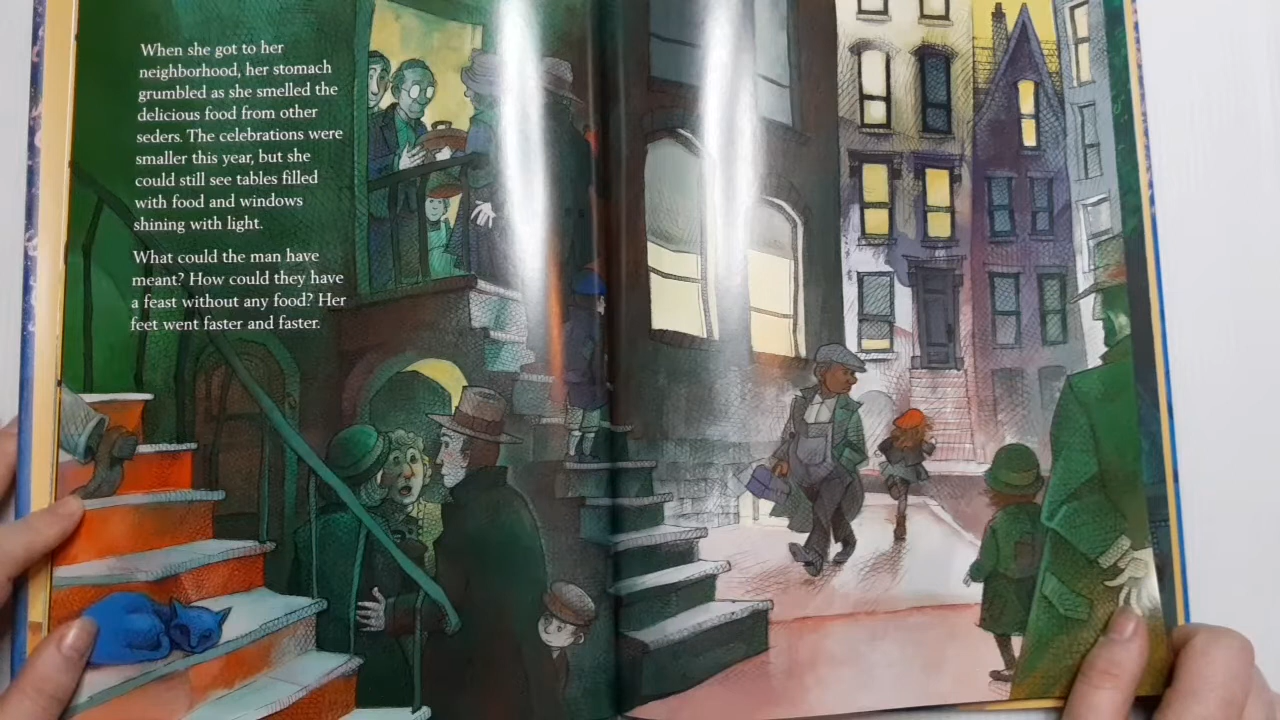 When she got to her
neighborhood, her stomach
grumbled as she smelled the
delicious food from other
seders. The celebrations were
smaller this year, but she
could still see tables filled
with food and windows
shining with light.
What could the man have
meant? How could they have
a feast without any food? Her
feet went faster and faster.